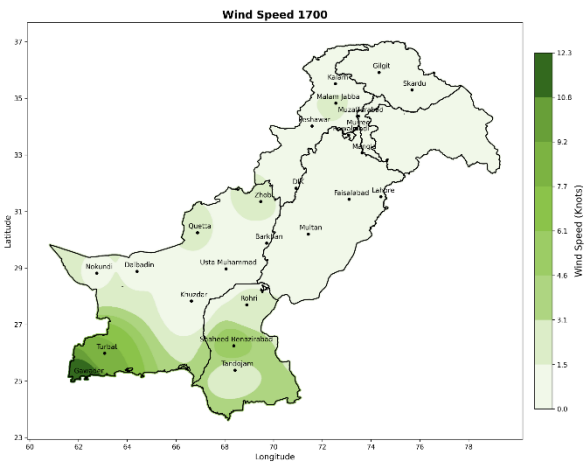 Wind Speed 1700
37
35
33
31
29
27
25
23
Latitude
60
62
64
66
68
70
72
74
76
78
Longitude
Gilgit
Kalam
Skardu
Malam Jabba
Muzaffarabad
Peshawar
Murree
Mangla
DIK
Zhob
Faisalabad
Lahore
Quetta
Barkhan
Multan
Nokundi
Dalbadin
Usta Muhammad
Khuzdar
Rohri
Turbat
Shaheed Benazirabad
Gawadar
Tandojam
12.3
10.8
9.2
7.7
6.1
4.6
3.1
1.5
0.0
Wind Speed (Knots)